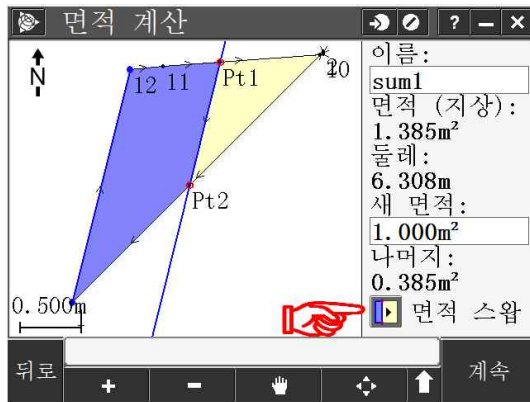 면적 계산
? – ×
N
12 11 Pt1
Pt2
0.500m
이름:
sum1
면적 (지상):
1.385m²
둘레:
6.308m
새 면적:
1.000m²
나머지:
0.385m²
면적 스왑
뒤로
+ –
계속